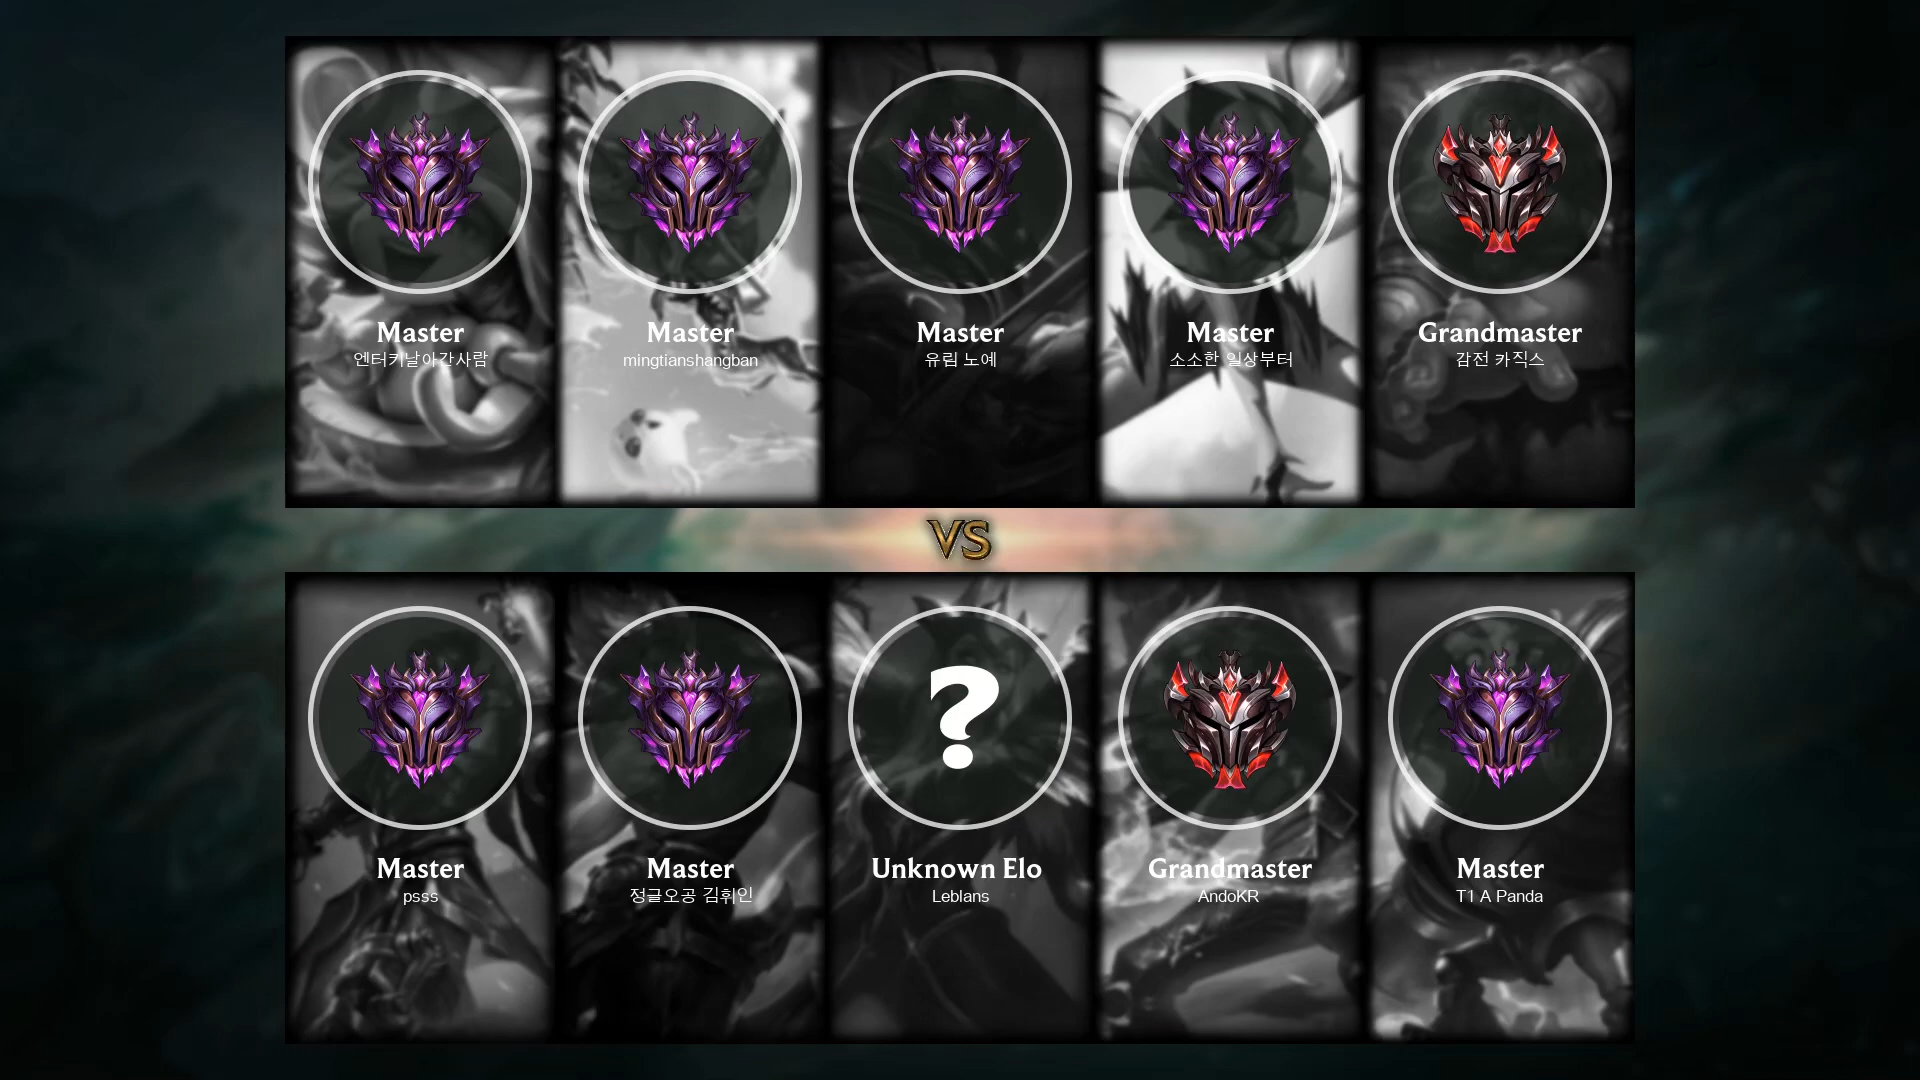 Master
엔터키날아간사람
Master
mingtianshangban
Master
유림 노예
Master
소소한 일상부터
Grandmaster
감전 카직스
VS
Master
psss
Master
정글오공 김휘인
?
Unknown Elo
Leblans
Grandmaster
AndoKR
Master
T1 A Panda